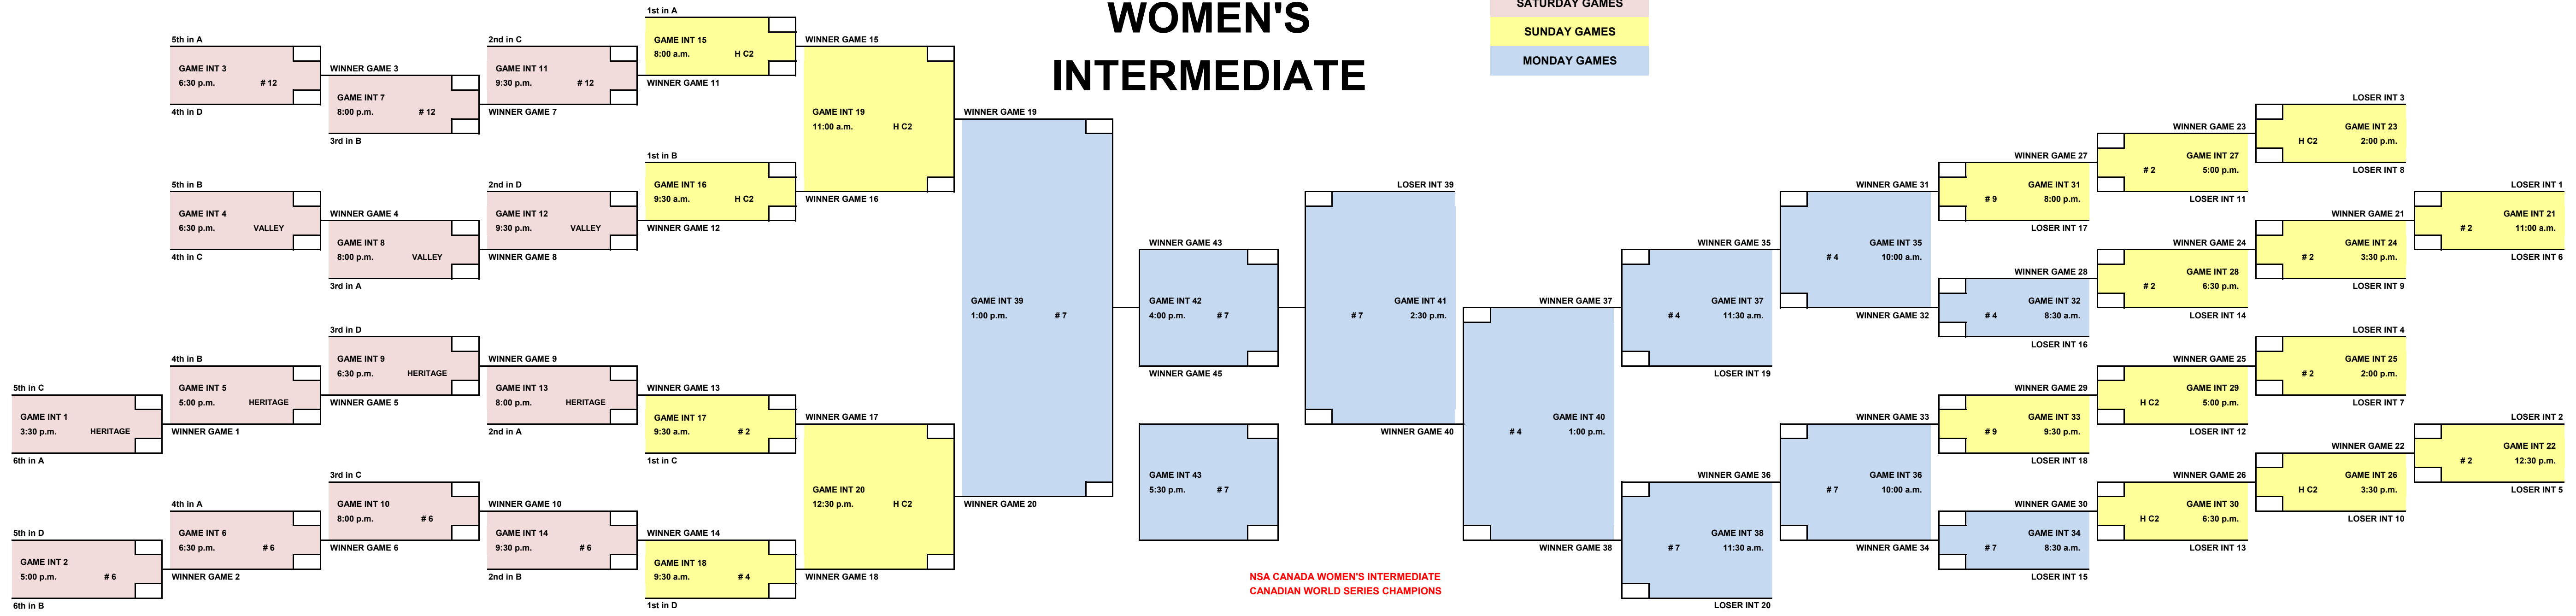 WOMEN'S
INTERMEDIATE
SATURDAY GAMES
SUNDAY GAMES
MONDAY GAMES
5th in C
GAME INT 1
3:30 p.m. HERITAGE
6th in A
5th in D
GAME INT 2
5:00 p.m. # 6
6th in B
5th in A
GAME INT 3
6:30 p.m. # 12
4th in D
5th in B
GAME INT 4
6:30 p.m. VALLEY
4th in C
4th in B
GAME INT 5
5:00 p.m. HERITAGE
WINNER GAME 1
4th in A
GAME INT 6
6:30 p.m. # 6
WINNER GAME 2
WINNER GAME 3
GAME INT 7
8:00 p.m. # 12
3rd in B
WINNER GAME 4
GAME INT 8
8:00 p.m. VALLEY
3rd in A
3rd in D
GAME INT 9
6:30 p.m. HERITAGE
WINNER GAME 5
3rd in C
GAME INT 10
8:00 p.m. # 6
WINNER GAME 6
2nd in C
GAME INT 11
9:30 p.m. # 12
WINNER GAME 7
2nd in D
GAME INT 12
9:30 p.m. VALLEY
WINNER GAME 8
WINNER GAME 9
GAME INT 13
8:00 p.m. HERITAGE
2nd in A
WINNER GAME 10
GAME INT 14
9:30 p.m. # 6
2nd in B
1st in A
GAME INT 15
8:00 a.m. H C2
WINNER GAME 11
1st in B
GAME INT 16
9:30 a.m. H C2
WINNER GAME 12
WINNER GAME 13
GAME INT 17
9:30 a.m. # 2
1st in C
WINNER GAME 14
GAME INT 18
9:30 a.m. # 4
1st in D
WINNER GAME 15
GAME INT 19
11:00 a.m. H C2
WINNER GAME 16
WINNER GAME 17
GAME INT 20
12:30 p.m. H C2
WINNER GAME 18
WINNER GAME 19
GAME INT 39
1:00 p.m. # 7
WINNER GAME 20
WINNER GAME 43
GAME INT 42
4:00 p.m. # 7
WINNER GAME 45
GAME INT 43
5:30 p.m. # 7
NSA CANADA WOMEN'S INTERMEDIATE
CANADIAN WORLD SERIES CHAMPIONS
LOSER INT 39
GAME INT 41
# 7 2:30 p.m.
WINNER GAME 40
WINNER GAME 37
GAME INT 40
# 4 1:00 p.m.
WINNER GAME 38
WINNER GAME 35
GAME INT 37
# 4 11:30 a.m.
LOSER INT 19
WINNER GAME 36
GAME INT 38
# 7 11:30 a.m.
LOSER INT 20
WINNER GAME 31
GAME INT 35
# 4 10:00 a.m.
WINNER GAME 32
WINNER GAME 33
GAME INT 36
# 7 10:00 a.m.
WINNER GAME 34
WINNER GAME 27
GAME INT 31
# 9 8:00 p.m.
LOSER INT 17
WINNER GAME 28
GAME INT 32
# 4 8:30 a.m.
LOSER INT 16
WINNER GAME 29
GAME INT 33
# 9 9:30 p.m.
LOSER INT 18
WINNER GAME 30
GAME INT 34
# 7 8:30 a.m.
LOSER INT 15
WINNER GAME 23
GAME INT 27
# 2 5:00 p.m.
LOSER INT 11
WINNER GAME 24
GAME INT 28
# 2 6:30 p.m.
LOSER INT 14
WINNER GAME 25
GAME INT 29
H C2 5:00 p.m.
LOSER INT 12
WINNER GAME 26
GAME INT 30
H C2 6:30 p.m.
LOSER INT 13
LOSER INT 3
GAME INT 23
H C2 2:00 p.m.
LOSER INT 8
WINNER GAME 21
GAME INT 24
# 2 3:30 p.m.
LOSER INT 9
LOSER INT 4
GAME INT 25
# 2 2:00 p.m.
LOSER INT 7
WINNER GAME 22
GAME INT 26
H C2 3:30 p.m.
LOSER INT 10
LOSER INT 1
GAME INT 21
# 2 11:00 a.m.
LOSER INT 6
LOSER INT 2
GAME INT 22
# 2 12:30 p.m.
LOSER INT 5